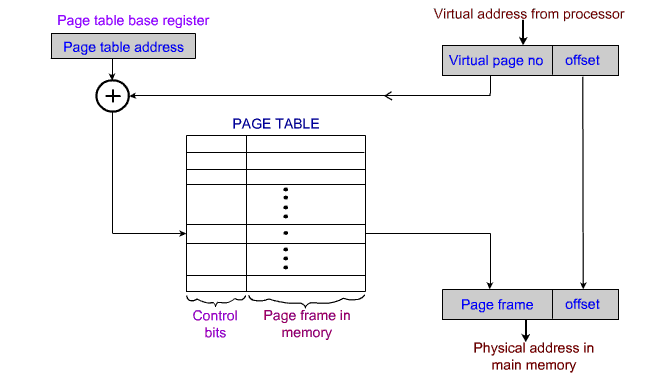 Page table base register
Page table address
Virtual address from processor
Virtual page no
offset
+
PAGE TABLE
Control
bits
Page frame in
memory
Page frame
offset
Physical address in
main memory